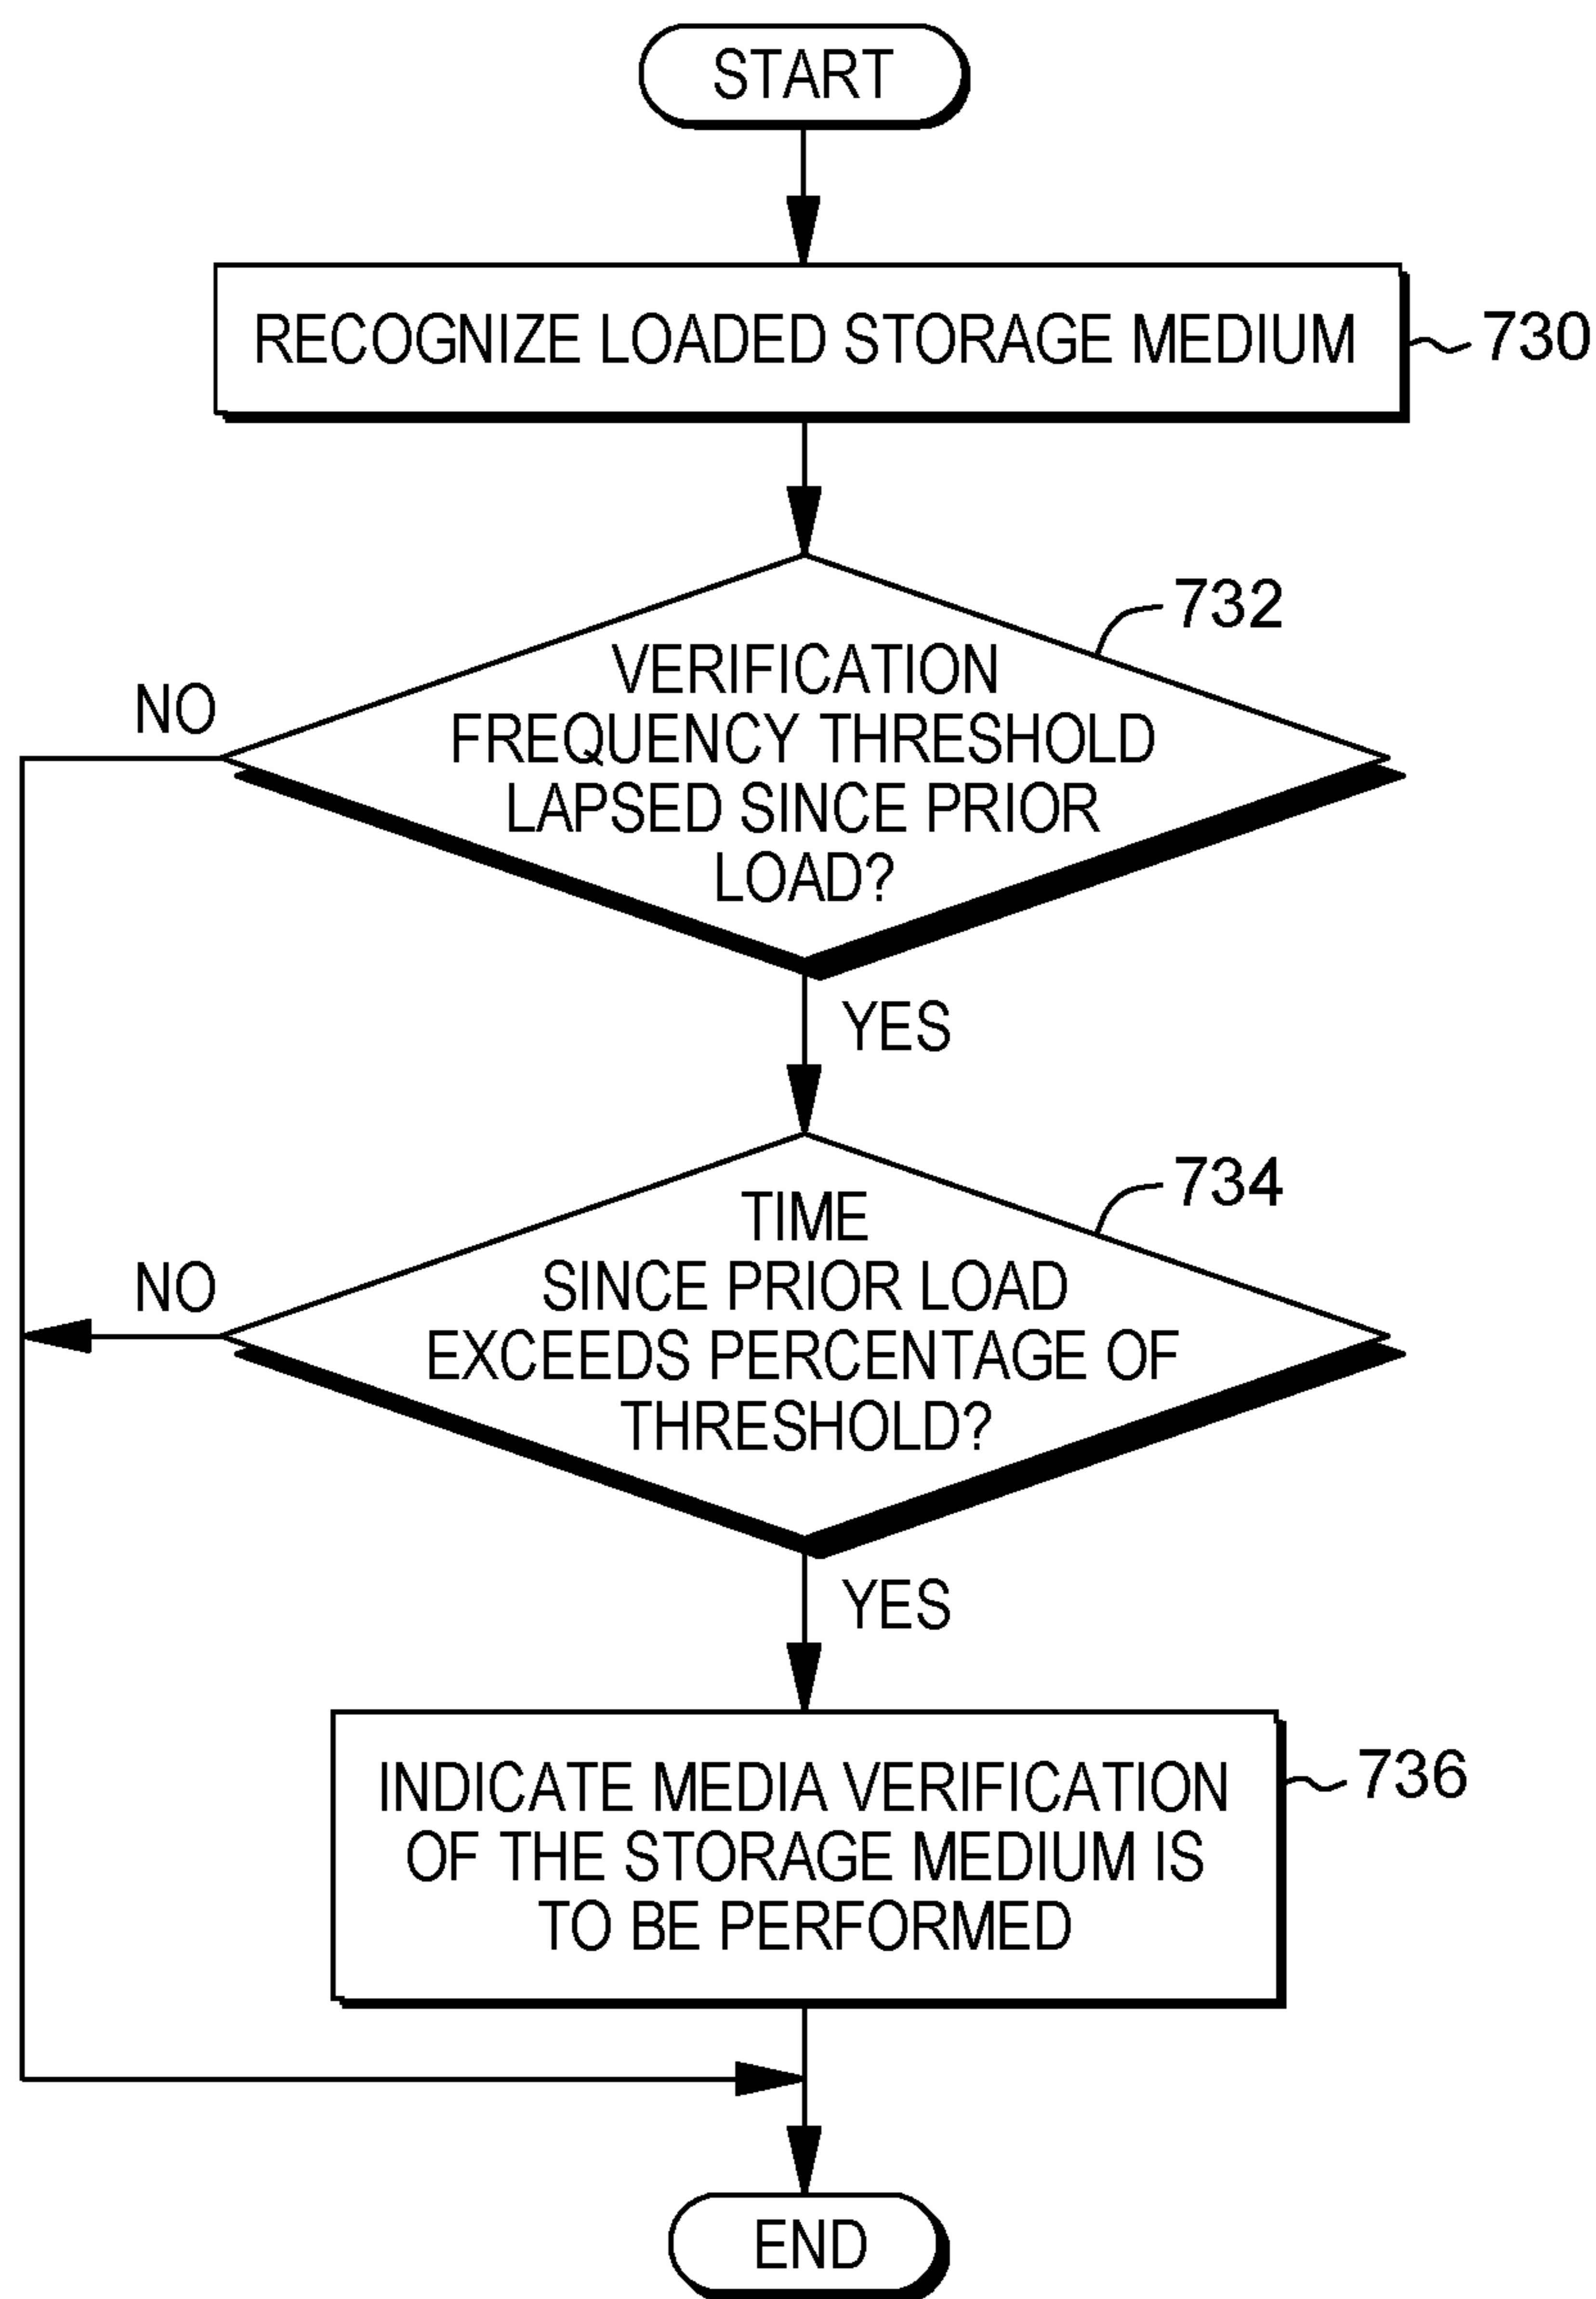 START
RECOGNIZE LOADED STORAGE MEDIUM
730
732
VERIFICATION
FREQUENCY THRESHOLD
LAPSED SINCE PRIOR
LOAD?
NO
YES
734
TIME
SINCE PRIOR LOAD
EXCEEDS PERCENTAGE OF
THRESHOLD?
NO
YES
INDICATE MEDIA VERIFICATION
OF THE STORAGE MEDIUM IS
TO BE PERFORMED
736
END